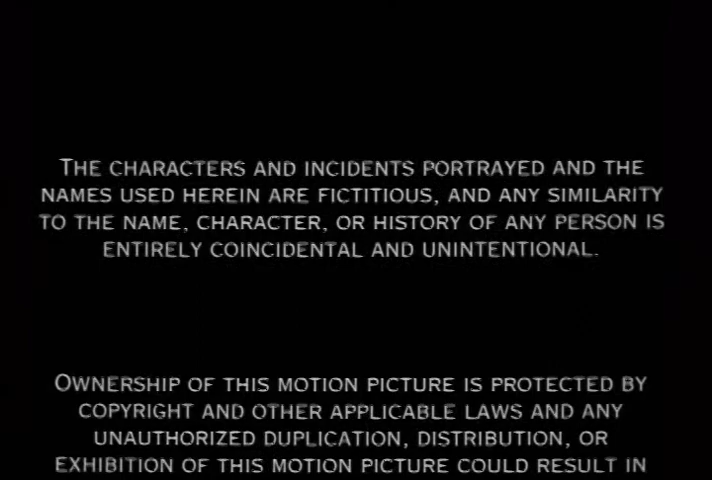 THE CHARACTERS AND INCIDENTS PORTRAYED AND THE
NAMES USED HEREIN ARE FICTITIOUS, AND ANY SIMILARITY
TO THE NAME, CHARACTER, OR HISTORY OF ANY PERSON IS
ENTIRELY COINCIDENTAL AND UNINTENTIONAL.
OWNERSHIP OF THIS MOTION PICTURE IS PROTECTED BY
COPYRIGHT AND OTHER APPLICABLE LAWS AND ANY
UNAUTHORIZED DUPLICATION, DISTRIBUTION, OR
EXHIBITION OF THIS MOTION PICTURE COULD RESULT IN